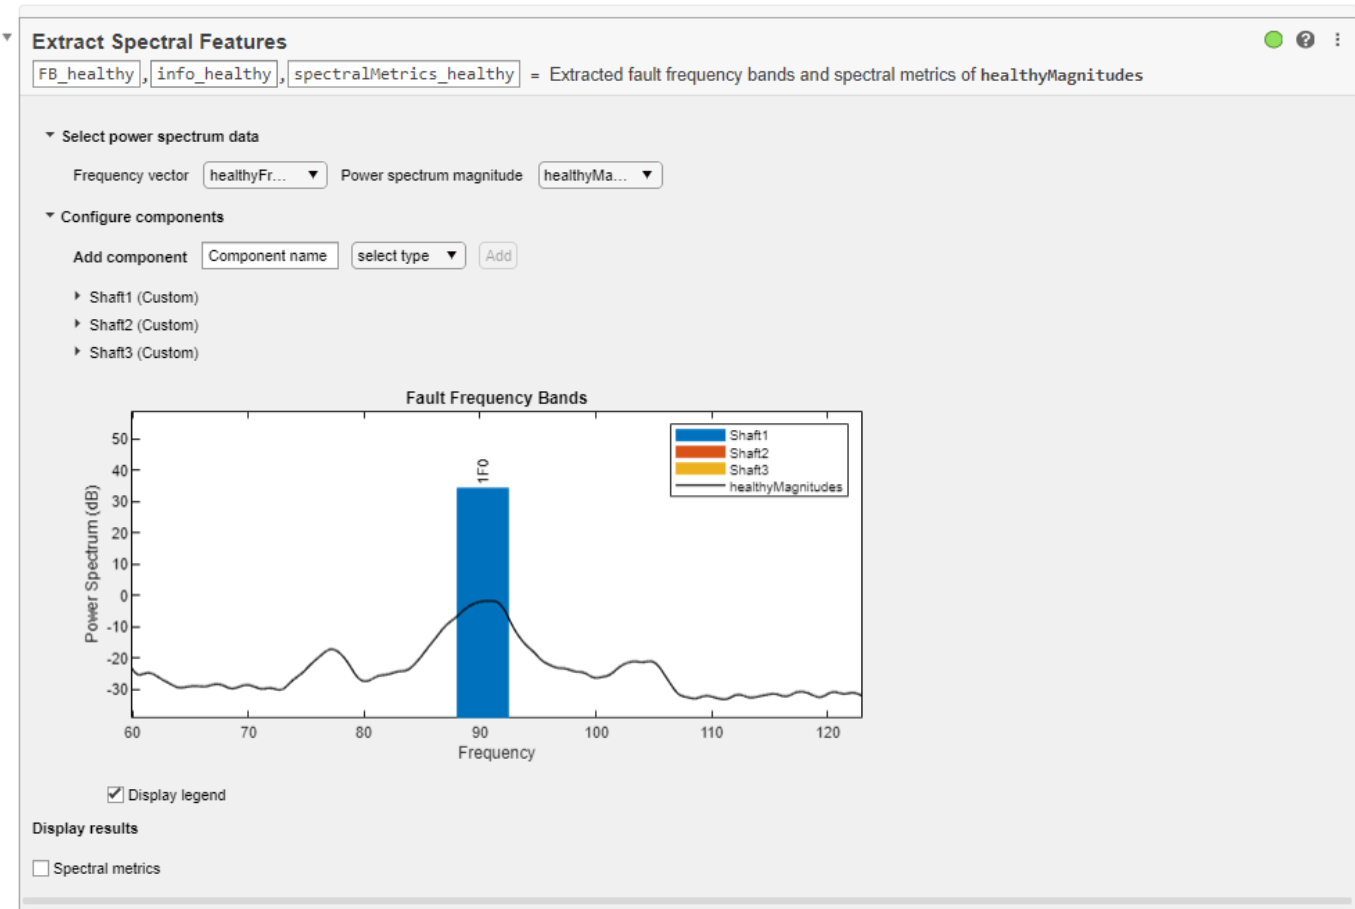 Extract Spectral Features
FB_healthy , info_healthy , spectralMetrics_healthy = Extracted fault frequency bands and spectral metrics of healthyMagnitudes
Select power spectrum data
Frequency vector healthyFr... Power spectrum magnitude healthyMa...
Configure components
Add component Component name select type Add
Shaft1 (Custom)
Shaft2 (Custom)
Shaft3 (Custom)
Fault Frequency Bands
50
40
30
20
10
0
-10
-20
-30
Power Spectrum (dB)
1F0
Shaft1
Shaft2
Shaft3
healthyMagnitudes
60 70 80 90 100 110 120
Frequency
Display legend
Display results
Spectral metrics